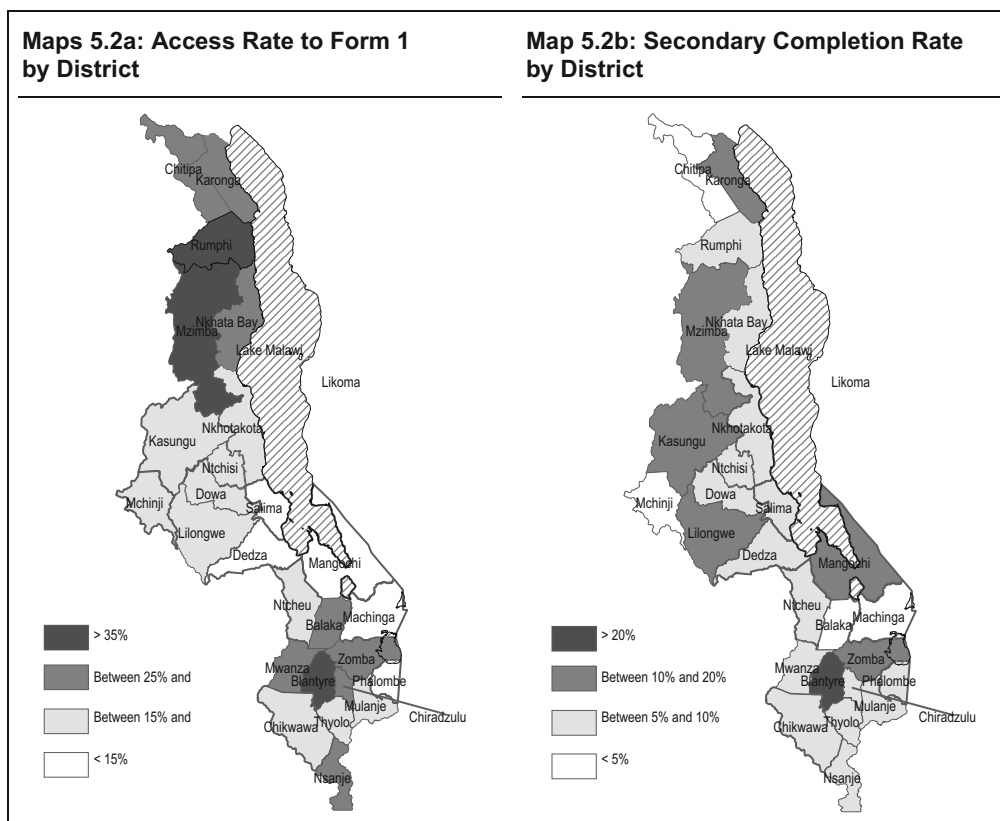 Maps 5.2a: Access Rate to Form 1
by District
Chitipa
Karonga
Rumphi
Nkhata Bay
Mzimba
Lake Malawi
Likoma
Nkhotakota
Kasungu
Ntchisi
Dowa
Mchinji
Salima
Lilongwe
Dedza
Mangochi
Ntcheu
Machinga
Balaka
Zomba
Mwanza
Blantyre
Phalombe
Mulanje
Chiradzulu
Thyolo
Chikwawa
Nsanje
> 35%
Between 25% and
Between 15% and
< 15%
Map 5.2b: Secondary Completion Rate
by District
Chitipa
Karonga
Rumphi
Nkhata Bay
Mzimba
Lake Malawi
Likoma
Nkhotakota
Kasungu
Ntchisi
Dowa
Mchinji
Salima
Lilongwe
Dedza
Mangochi
Ntcheu
Machinga
Balaka
Zomba
Mwanza
Blantyre
Phalombe
Mulanje
Chiradzulu
Thyolo
Chikwawa
Nsanje
> 20%
Between 10% and 20%
Between 5% and 10%
< 5%